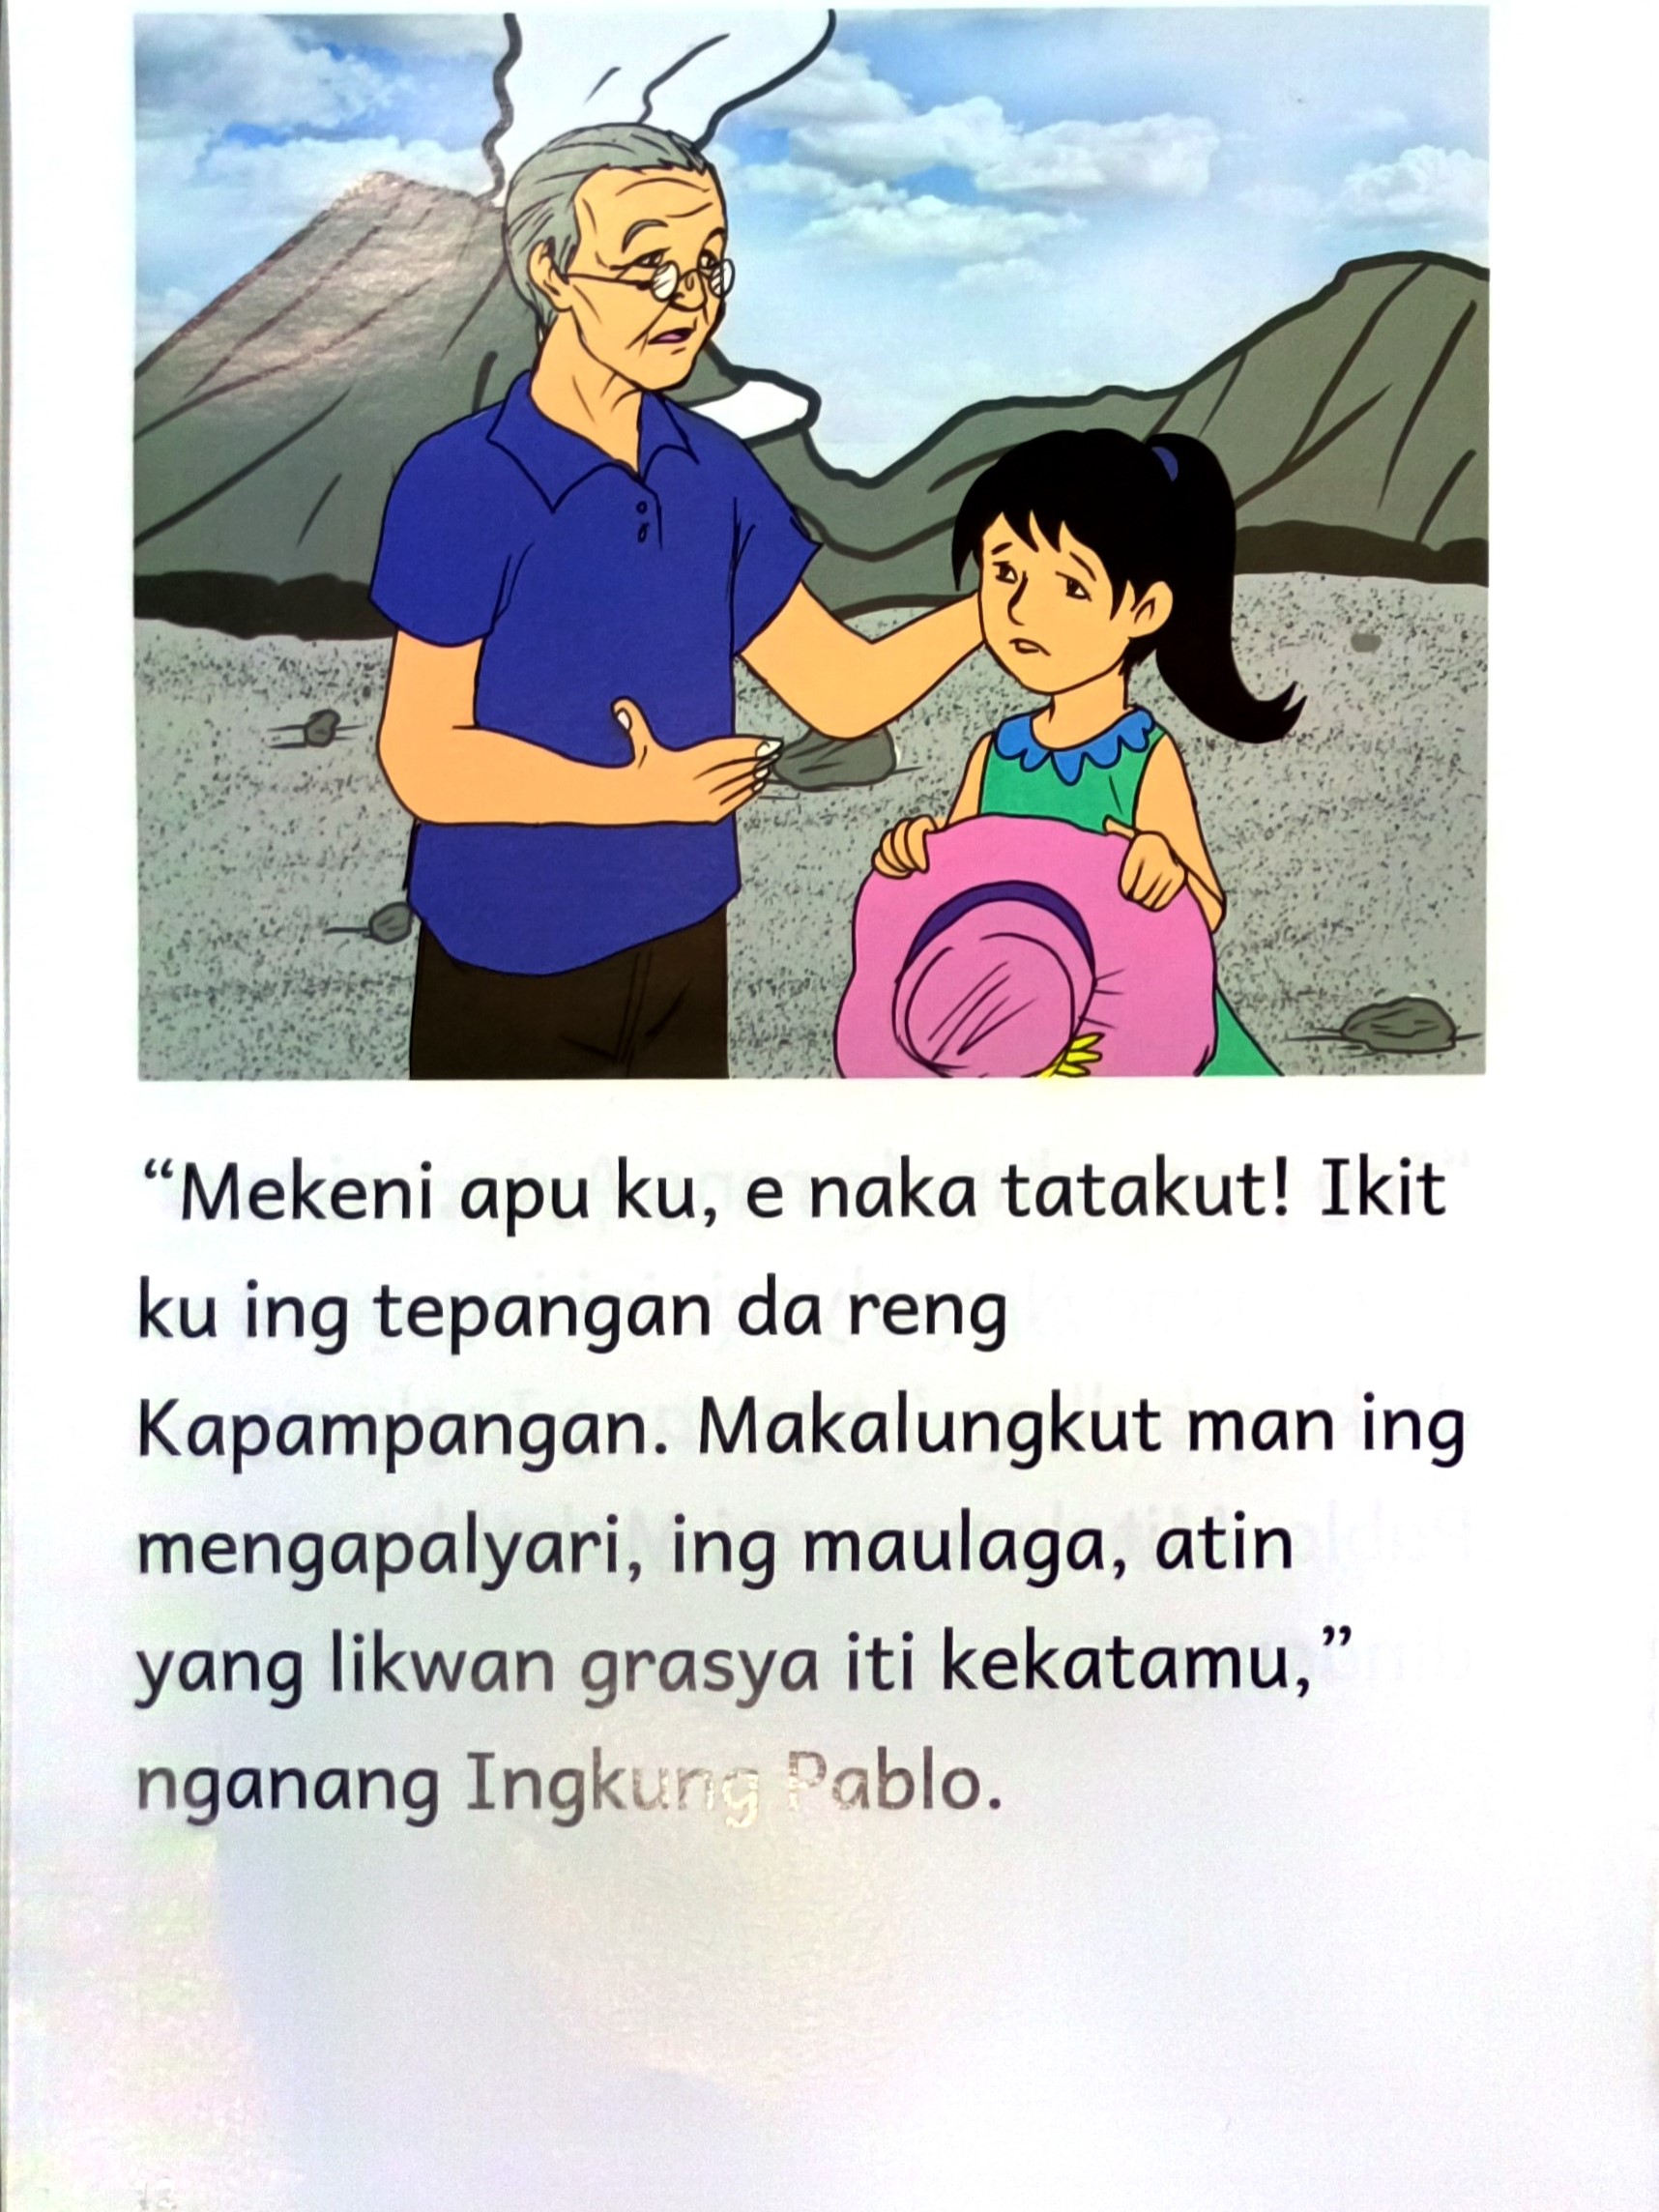 “Mekeni apu ku, e naka tatakut! Ikit
ku ing tepangan da reng
Kapampangan. Makalungkut man ing
mengapalyari, ing maulaga, atin
yang likwan grasya iti kekatamu,”
nganang Ingkung Pablo.